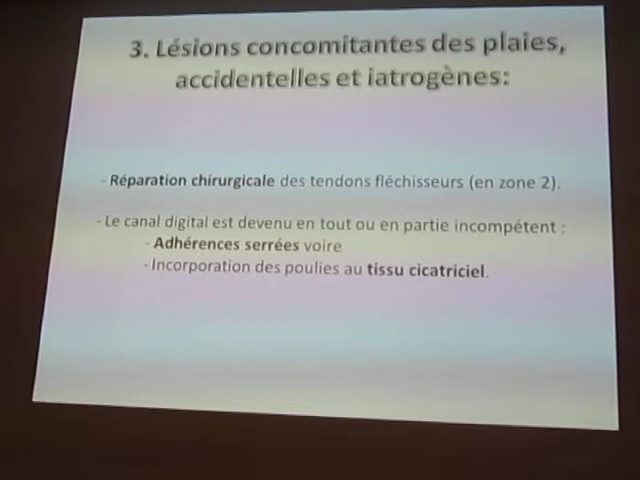 3. Lésions concomitantes des plaies,
accidentelles et iatrogènes:
- Réparation chirurgicale des tendons fléchisseurs (en zone 2).
- Le canal digital est devenu en tout ou en partie incompétent :
- Adhérences serrées voire
- Incorporation des poulies au tissu cicatriciel.